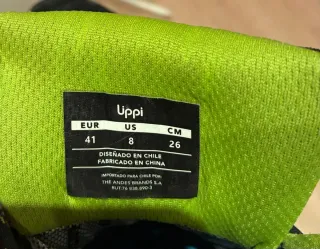 Uppi
EUR US CM
41 8 26
DISEÑADO EN CHILE
FABRICADO EN CHINA
IMPORTADO PARA CHILE POR:
THE ANDES BRANDS S.A